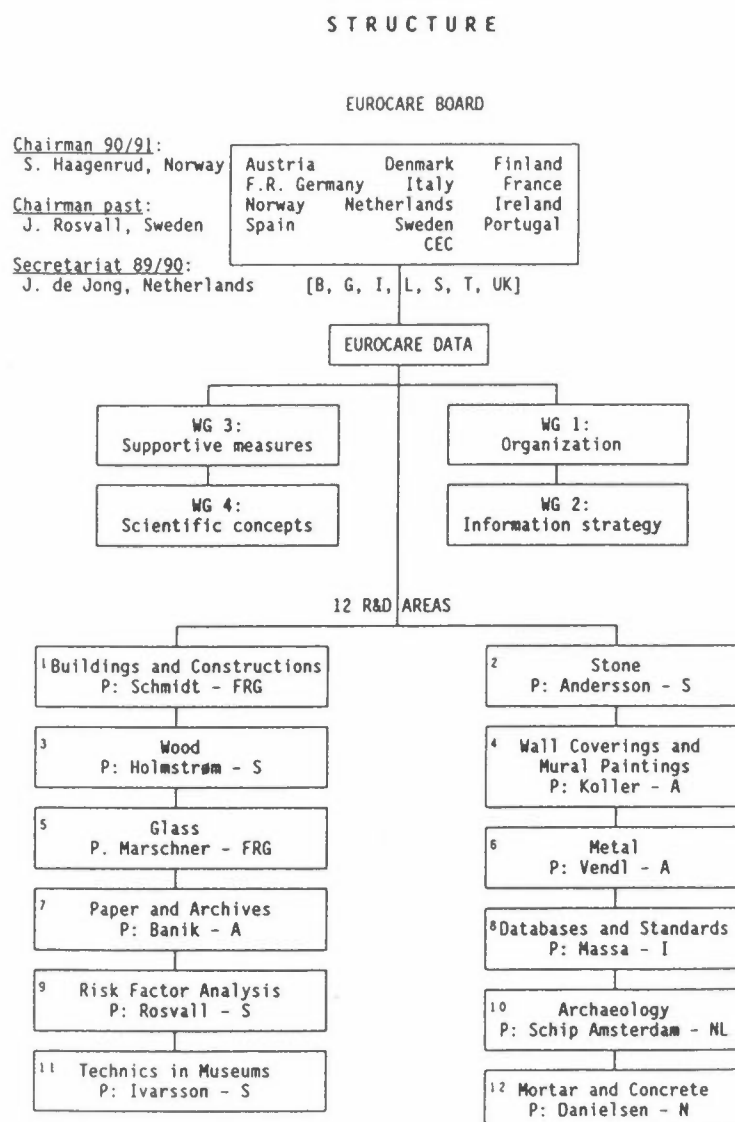 STRUCTURE
EUROCARE BOARD
Chairman 90/91:
S. Haagenrud, Norway
Chairman past:
J. Rosvall, Sweden
Secretariat 89/90:
J. de Jong, Netherlands
Austria Denmark Finland
F.R. Germany Italy France
Norway Netherlands Ireland
Spain Sweden Portugal
CEC
[B, G, I, L, S, T, UK]
EUROCARE DATA
WG 3:
Supportive measures
WG 1:
Organization
WG 4:
Scientific concepts
WG 2:
Information strategy
12 R&D AREAS
1 Buildings and Constructions
P: Schmidt - FRG
2 Stone
P: Andersson - S
3 Wood
P: Holmstrøm - S
4 Wall Coverings and
Mural Paintings
P: Koller - A
5 Glass
P. Marschner - FRG
6 Metal
P: Vendl - A
7 Paper and Archives
P: Banik - A
8 Databases and Standards
P: Massa - I
9 Risk Factor Analysis
P: Rosvall - S
10 Archaeology
P: Schip Amsterdam - NL
11 Technics in Museums
P: Ivarsson - S
12 Mortar and Concrete
P: Danielsen - N